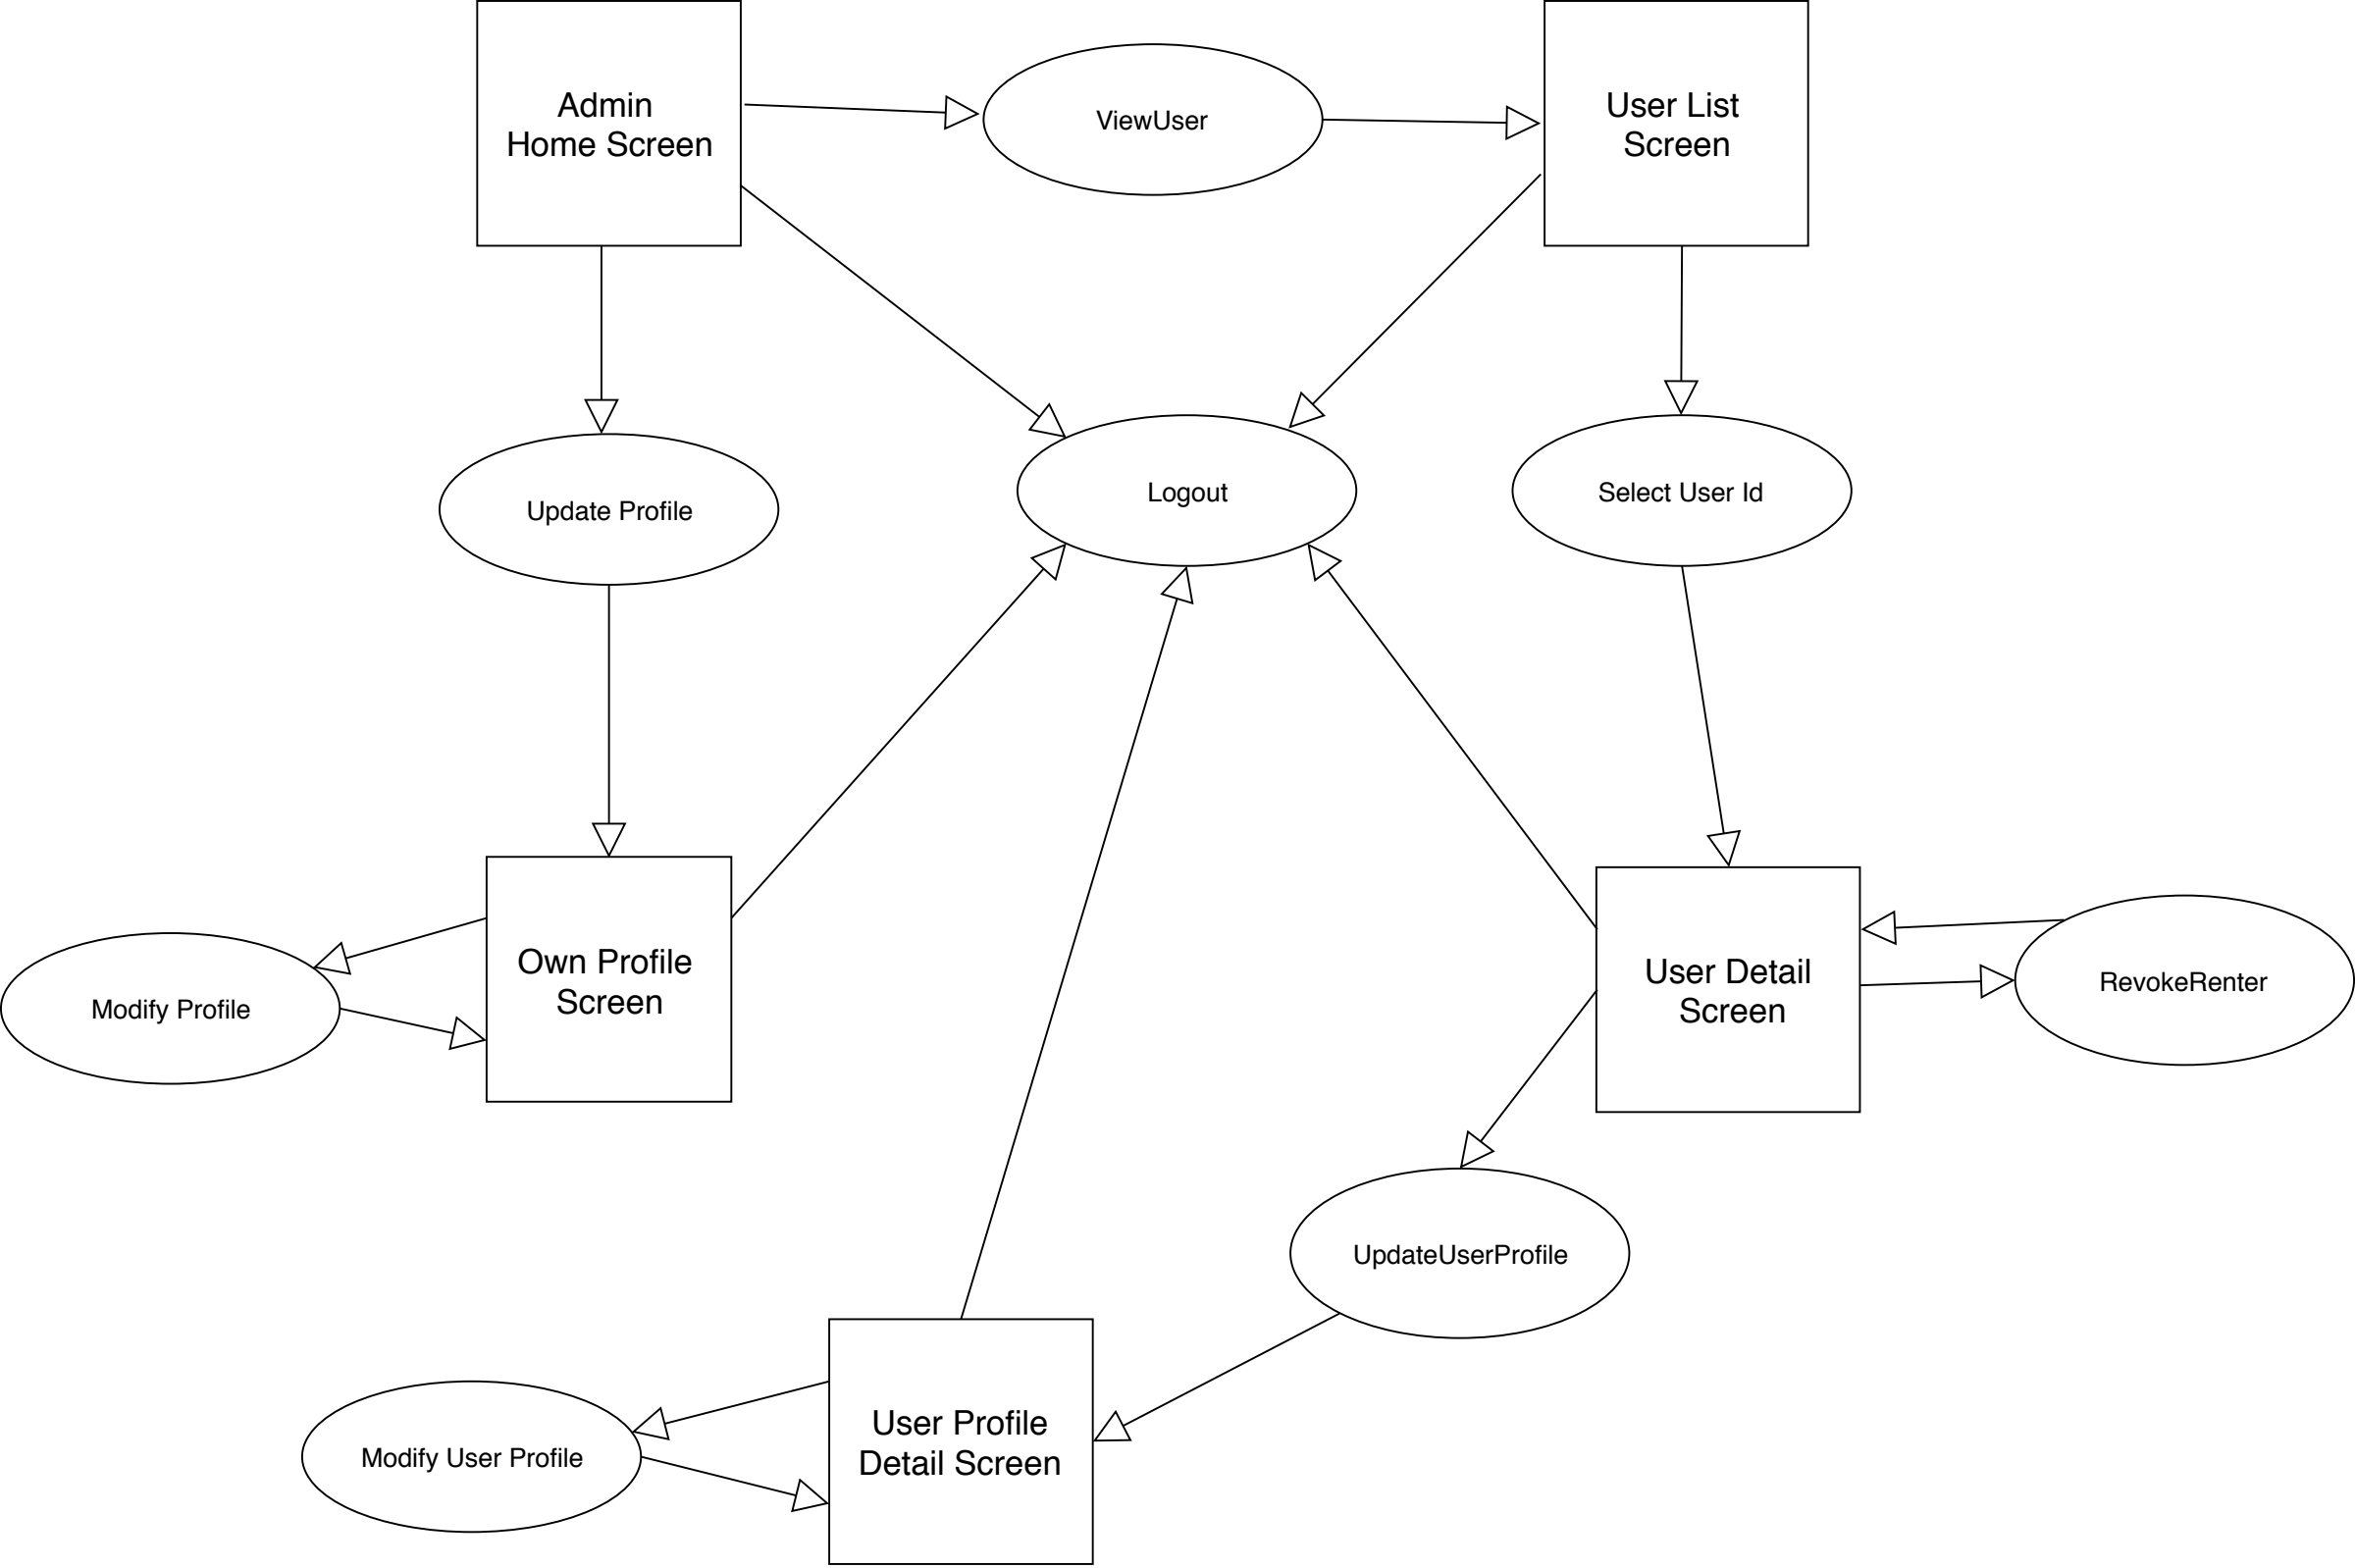 Admin
Home Screen
ViewUser
User List
Screen
Update Profile
Logout
Select User Id
Own Profile
Screen
Modify Profile
User Detail
Screen
RevokeRenter
UpdateUserProfile
User Profile
Detail Screen
Modify User Profile